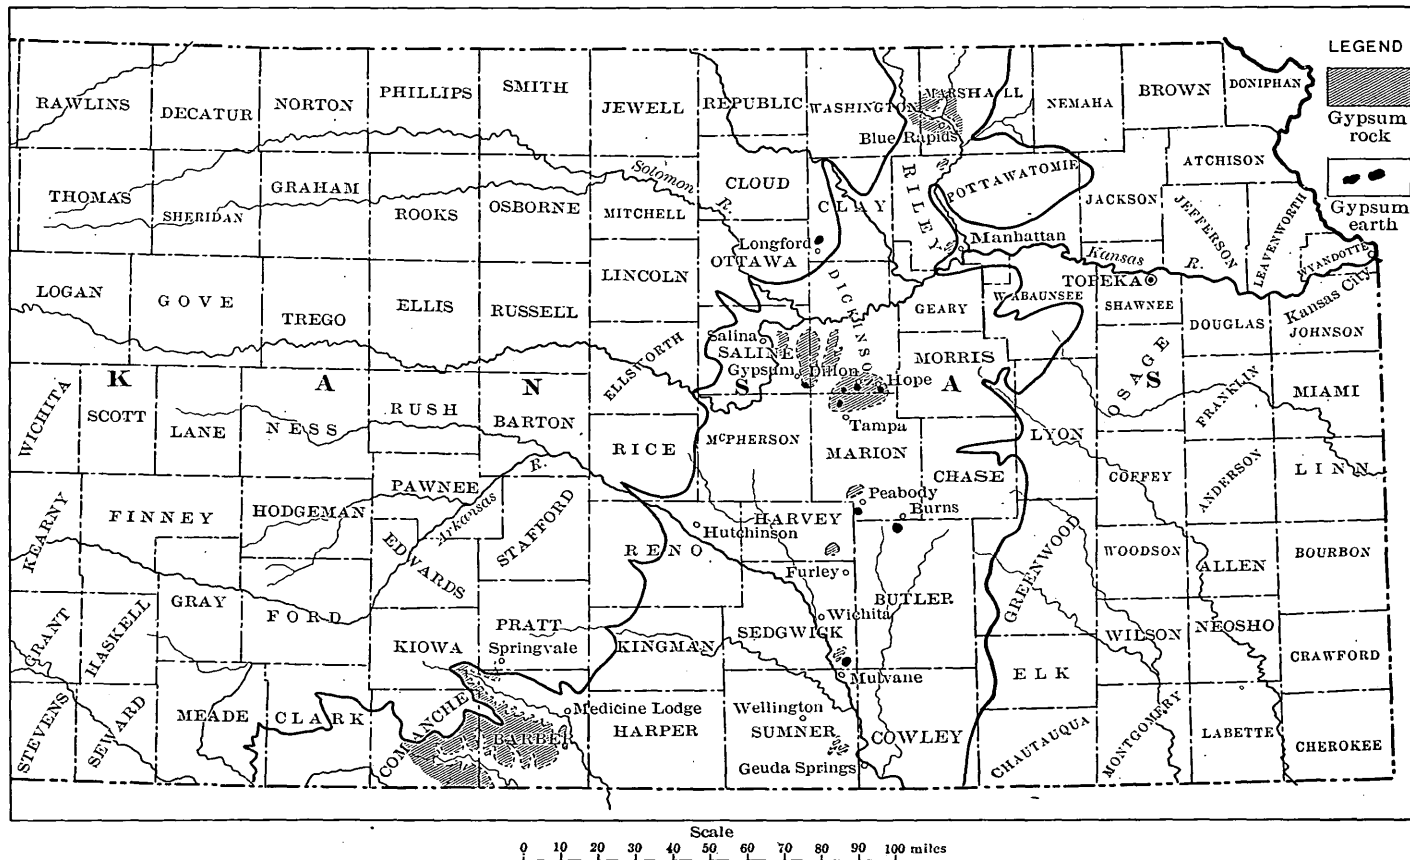 LEGEND
Gypsum
rock
Gypsum
earth
RAWLINS
DECATUR
NORTON
PHILLIPS
SMITH
JEWELL
REPUBLIC
WASHINGTON
MARSHALL
NEMAHA
BROWN
DONIPHAN
Blue Rapids
THOMAS
SHERIDAN
GRAHAM
ROOKS
OSBORNE
MITCHELL
Solomon
R.
CLOUD
CLAY
RILEY
POTTAWATOMIE
JACKSON
ATCHISON
JEFFERSON
LEAVENWORTH
WYANDOTTE
Manhattan
Kansas
R.
Kansas City
Longford
OTTAWA
LINCOLN
LOGAN
GOVE
TREGO
ELLIS
RUSSELL
ELLSWORTH
DICKINSON
GEARY
WABAUNSEE
TOPEKA
SHAWNEE
DOUGLAS
JOHNSON
Salina
SALINE
Gypsum
Dillon
Hope
MORRIS
OSAGE
FRANKLIN
MIAMI
K A N S A S
WICHITA
SCOTT
LANE
NESS
RUSH
BARTON
RICE
McPHERSON
Tampa
MARION
CHASE
LYON
COFFEY
ANDERSON
LINN
KEARNY
FINNEY
HODGEMAN
PAWNEE
Arkansas
R.
EDWARDS
STAFFORD
RENO
Hutchinson
HARVEY
Peabody
Burns
Furley
BUTLER
GREENWOOD
WOODSON
ALLEN
BOURBON
GRANT
HASKELL
GRAY
FORD
KIOWA
PRATT
Springvale
KINGMAN
SEDGWICK
Wichita
Mulvane
ELK
WILSON
NEOSHO
CRAWFORD
STEVENS
SEWARD
MEADE
CLARK
COMANCHE
BARBER
Medicine Lodge
HARPER
Wellington
SUMNER
Geuda Springs
COWLEY
CHAUTAUQUA
MONTGOMERY
LABETTE
CHEROKEE
Scale
0 10 20 30 40 50 60 70 80 90 100 miles